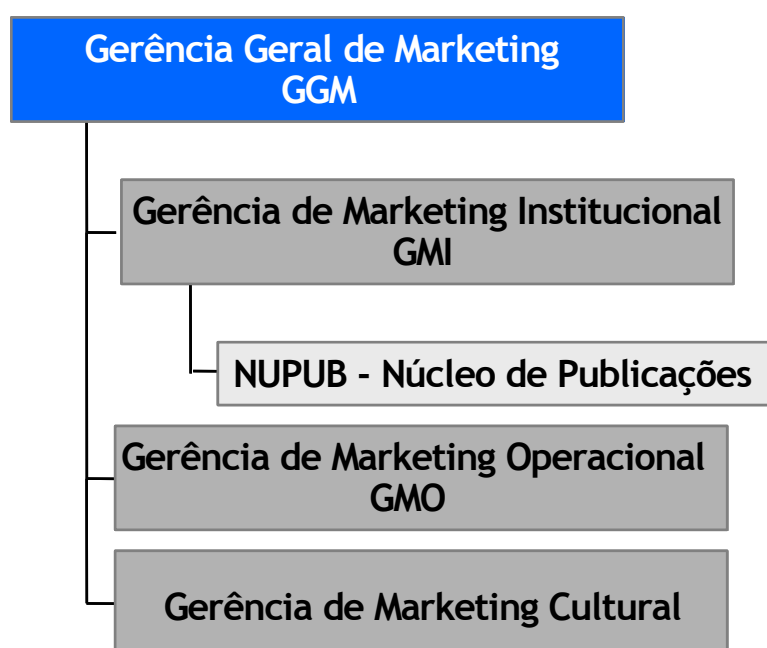 Gerência Geral de Marketing
GGM
Gerência de Marketing Institucional
GMI
NUPUB - Núcleo de Publicações
Gerência de Marketing Operacional
GMO
Gerência de Marketing Cultural